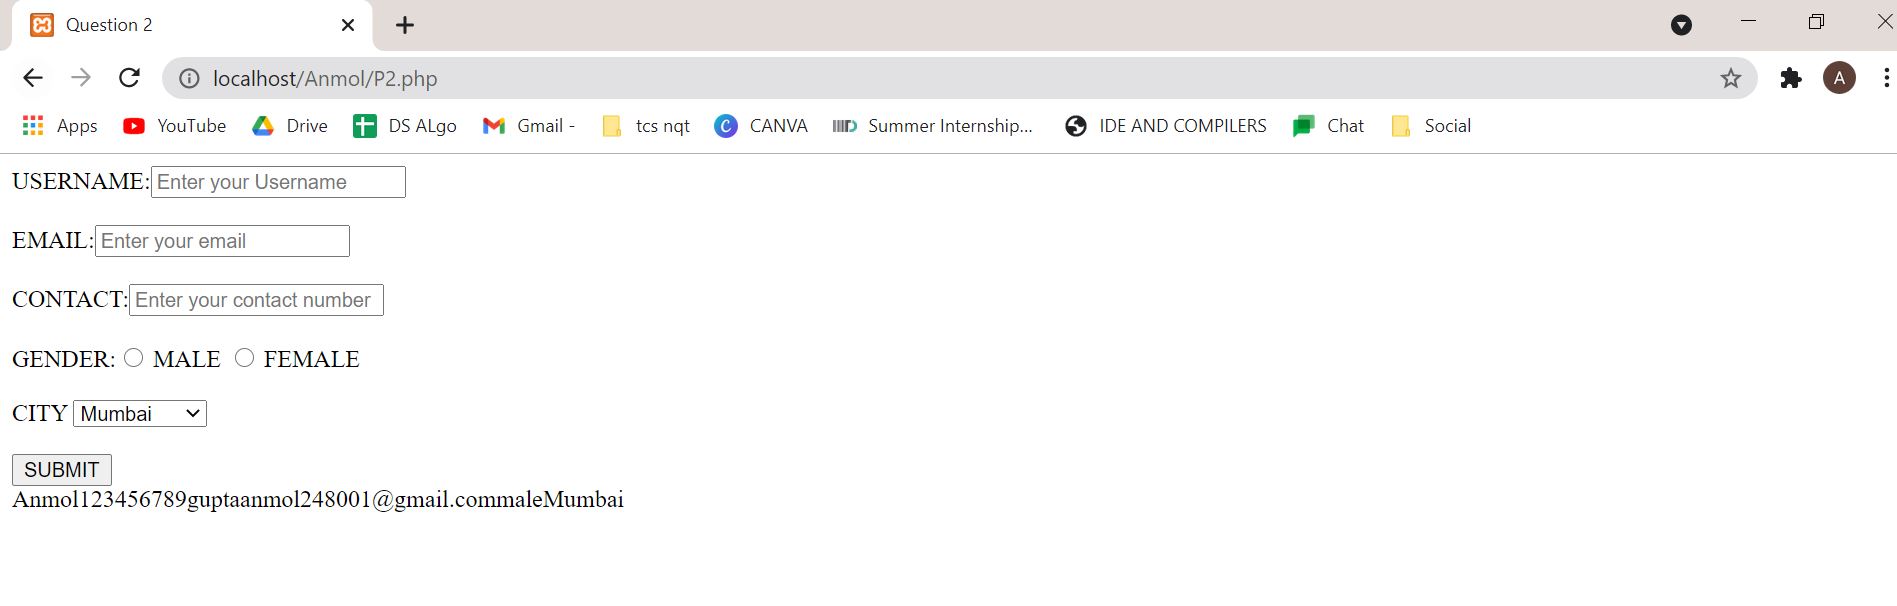 Question 2
localhost/Anmol/P2.php
A
Apps YouTube Drive DS ALgo Gmail - tcs nqt CANVA Summer Internship... IDE AND COMPILERS Chat Social
USERNAME: Enter your Username
EMAIL: Enter your email
CONTACT: Enter your contact number
GENDER: MALE FEMALE
CITY Mumbai
SUBMIT
Anmol123456789guptaanmol248001@gmail.commaleMumbai